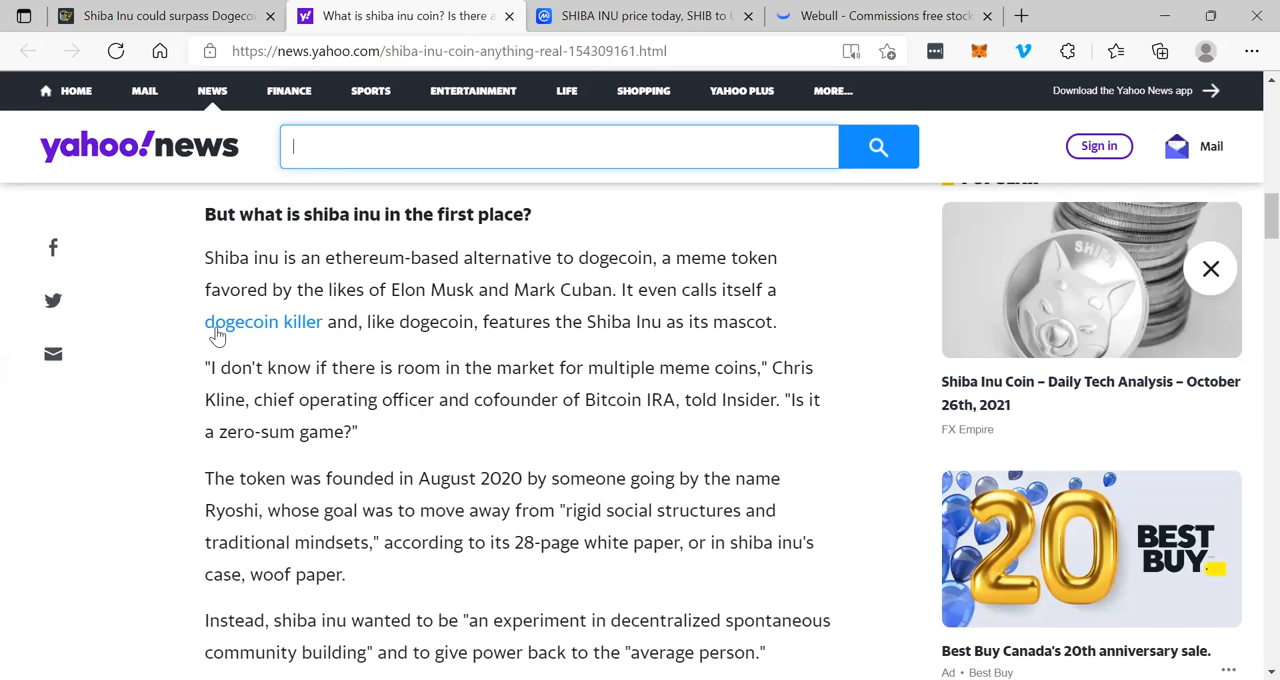 Shiba Inu could surpass Dogecoi
What is shiba inu coin? Is there a
SHIBA INU price today, SHIB to U
Webull - Commissions free stock
https://news.yahoo.com/shiba-inu-coin-anything-real-154309161.html
HOME MAIL NEWS FINANCE SPORTS ENTERTAINMENT LIFE SHOPPING YAHOO PLUS MORE... Download the Yahoo News app
yahoo!news
Sign in
Mail
But what is shiba inu in the first place?
Shiba inu is an ethereum-based alternative to dogecoin, a meme token
favored by the likes of Elon Musk and Mark Cuban. It even calls itself a
dogecoin killer and, like dogecoin, features the Shiba Inu as its mascot.
"I don't know if there is room in the market for multiple meme coins," Chris
Kline, chief operating officer and cofounder of Bitcoin IRA, told Insider. "Is it
a zero-sum game?"
The token was founded in August 2020 by someone going by the name
Ryoshi, whose goal was to move away from "rigid social structures and
traditional mindsets," according to its 28-page white paper, or in shiba inu's
case, woof paper.
Instead, shiba inu wanted to be "an experiment in decentralized spontaneous
community building" and to give power back to the "average person."
SHIBA
Shiba Inu Coin – Daily Tech Analysis – October
26th, 2021
FX Empire
20
BEST
BUY
Best Buy Canada's 20th anniversary sale.
Ad • Best Buy